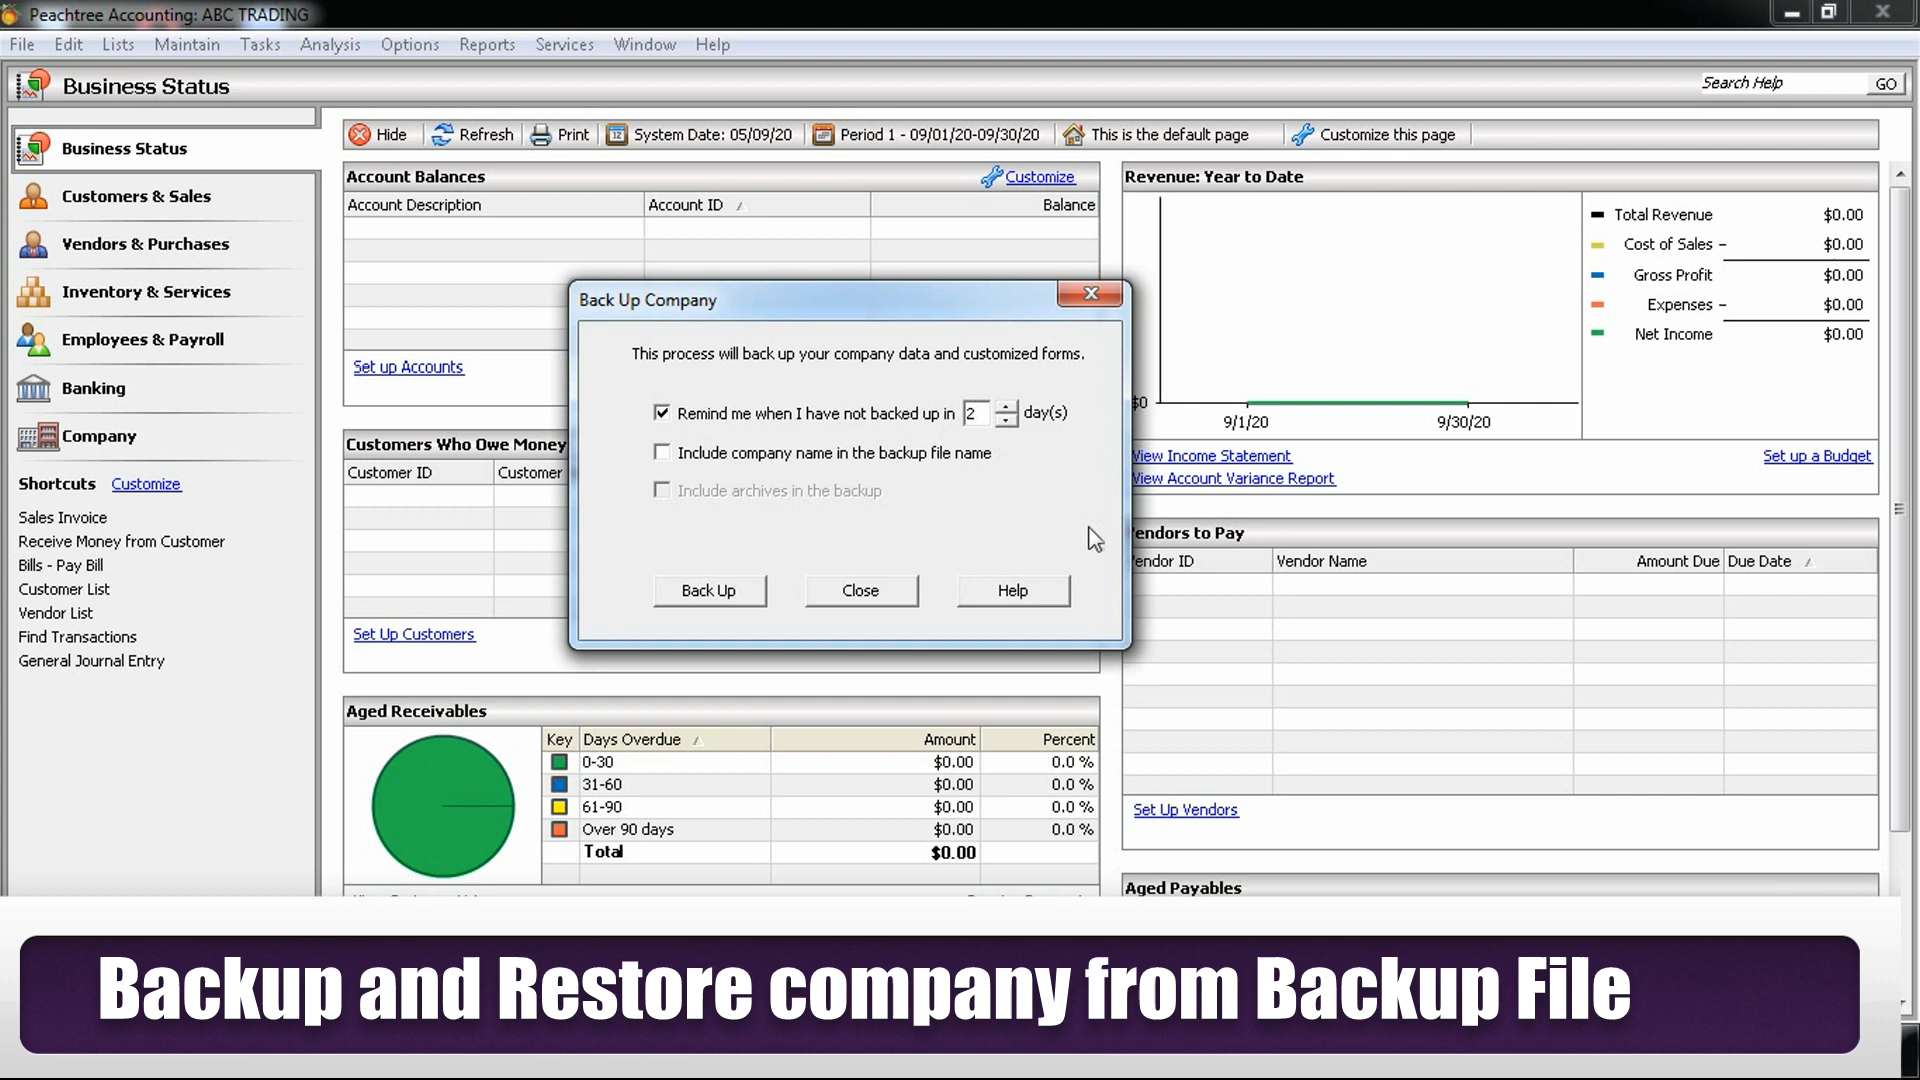 Peachtree Accounting: ABC TRADING
File Edit Lists Maintain Tasks Analysis Options Reports Services Window Help
Business Status
Search Help GO
Business Status
Customers & Sales
Vendors & Purchases
Inventory & Services
Employees & Payroll
Banking
Company
Shortcuts Customize
Sales Invoice
Receive Money from Customer
Bills - Pay Bill
Customer List
Vendor List
Find Transactions
General Journal Entry
Hide Refresh Print System Date: 05/09/20 Period 1 - 09/01/20-09/30/20 This is the default page Customize this page
Account Balances Customize
Account Description Account ID Balance
Set up Accounts
Customers Who Owe Money
Customer ID Customer
Set Up Customers
Back Up Company
This process will back up your company data and customized forms.
Remind me when I have not backed up in 2 day(s)
Include company name in the backup file name
Include archives in the backup
Back Up Close Help
Aged Receivables
Key Days Overdue Amount Percent
0-30 $0.00 0.0 %
31-60 $0.00 0.0 %
61-90 $0.00 0.0 %
Over 90 days $0.00 0.0 %
Total $0.00
Revenue: Year to Date
Total Revenue $0.00
Cost of Sales - $0.00
Gross Profit $0.00
Expenses - $0.00
Net Income $0.00
$0
9/1/20 9/30/20
View Income Statement Set up a Budget
View Account Variance Report
endors to Pay
endor ID Vendor Name Amount Due Due Date
Set Up Vendors
Aged Payables
Backup and Restore company from Backup File